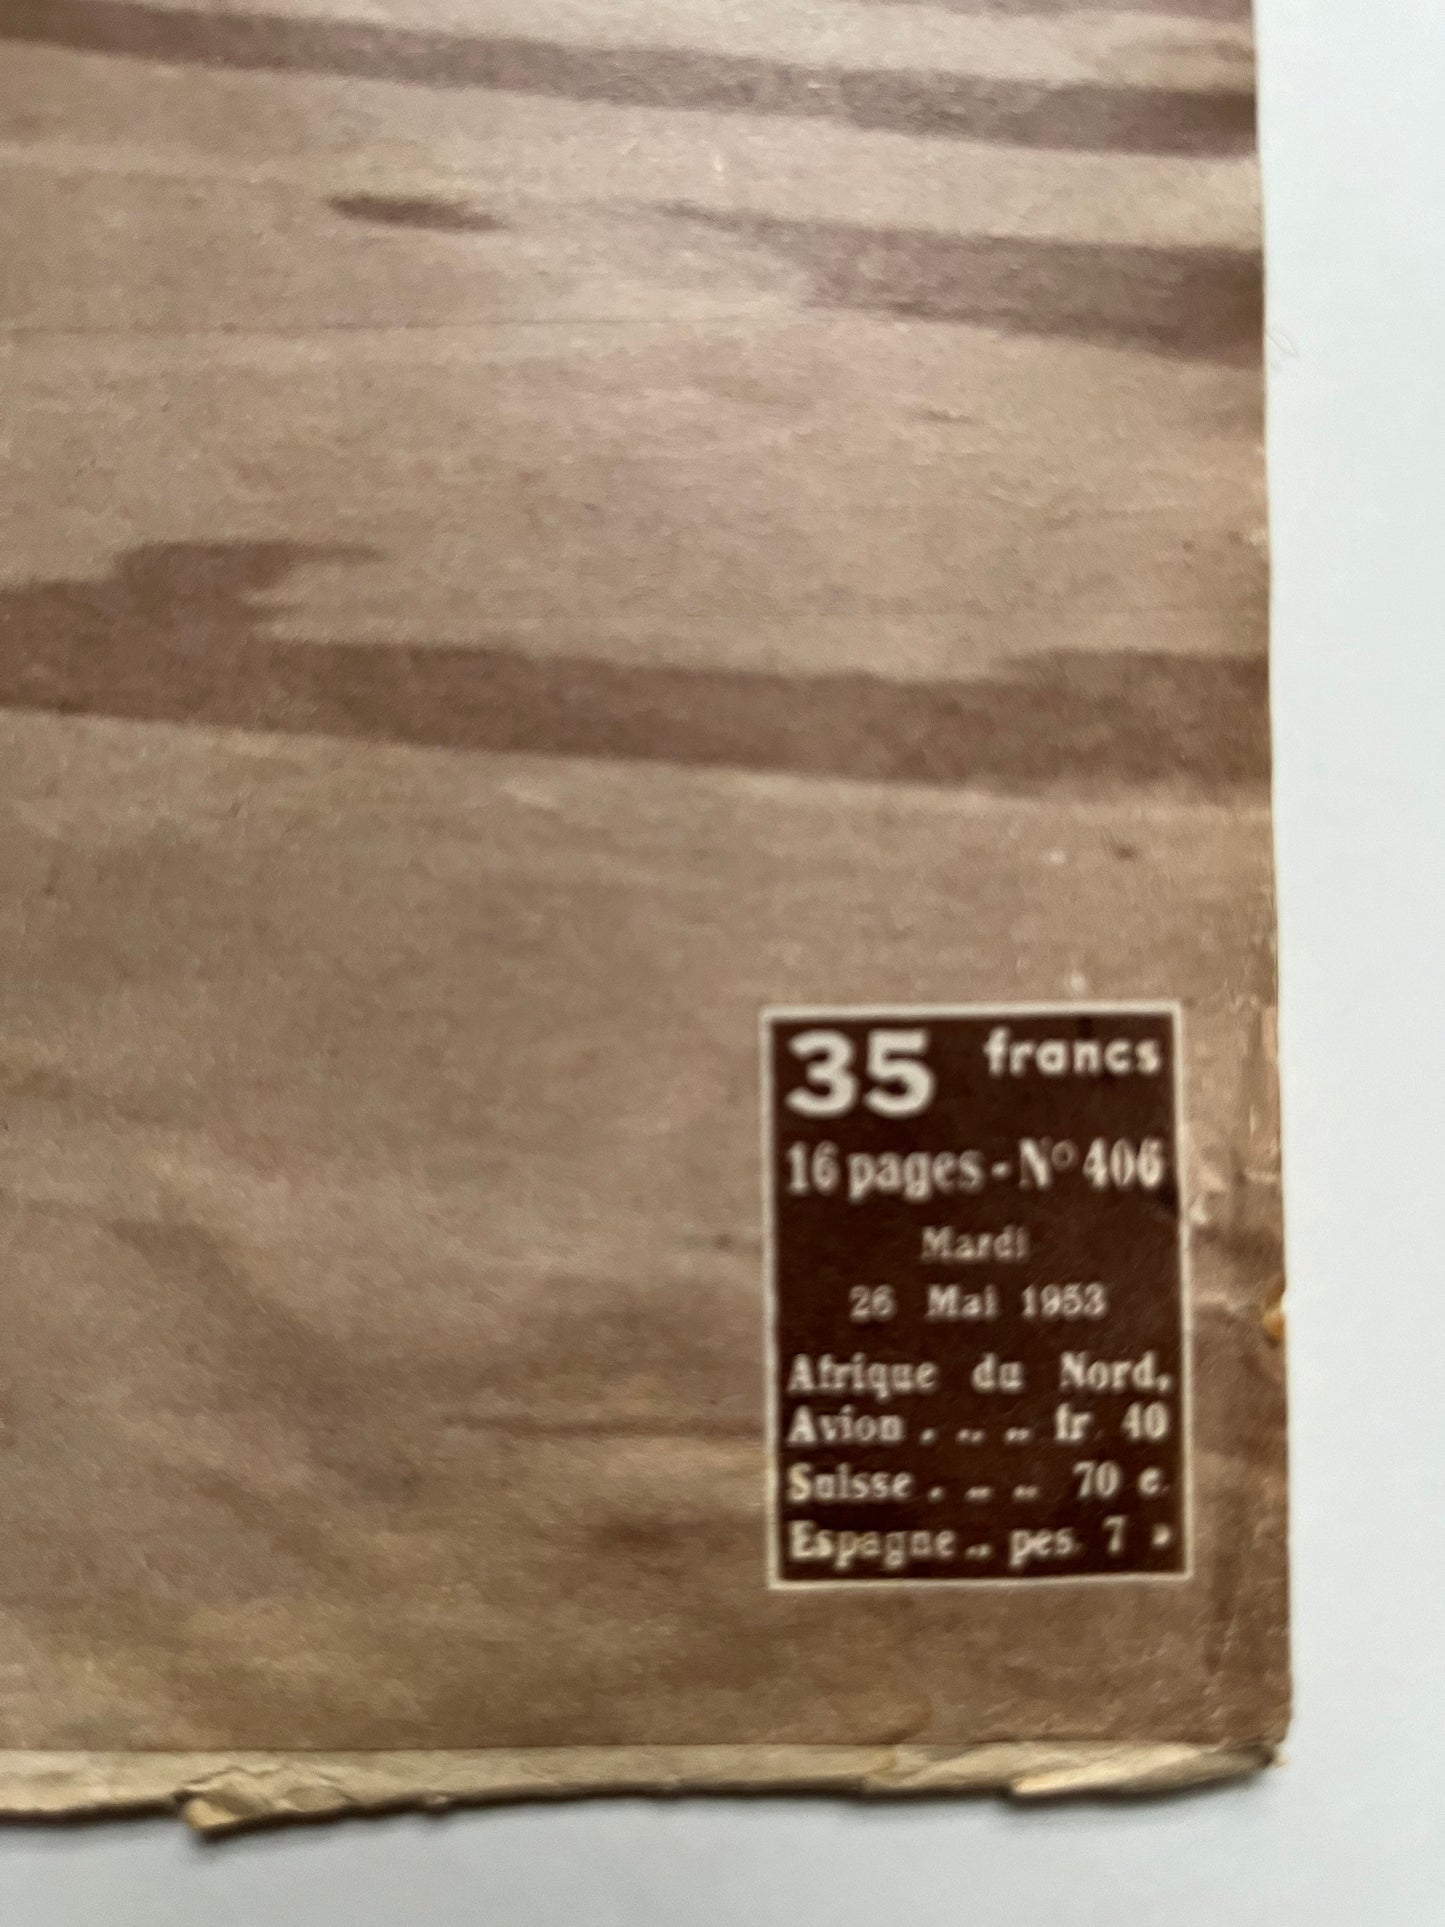 35 francs
16 pages - N° 406
Mardi
26 Mai 1953
Afrique du Nord,
Avion . .. .. fr. 40
Suisse . .. .. 70 c.
Espagne .. pes. 7 »